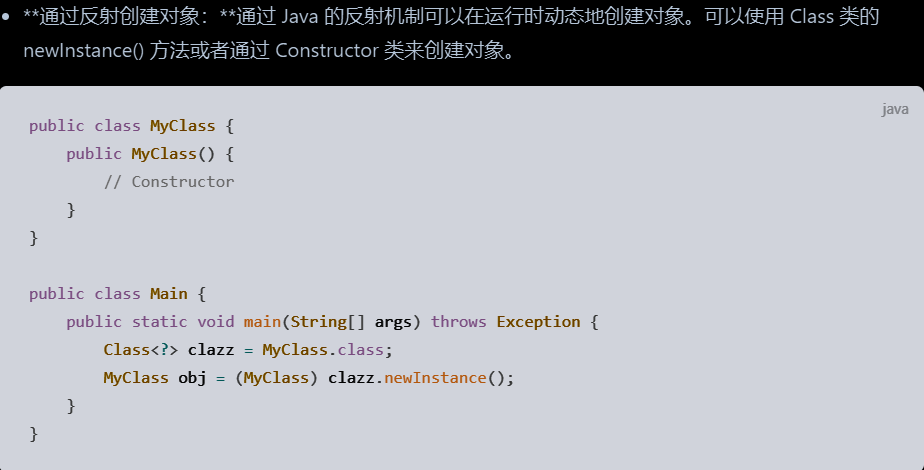 • **通过反射创建对象：**通过 Java 的反射机制可以在运行时动态地创建对象。可以使用 Class 类的
newInstance() 方法或者通过 Constructor 类来创建对象。
java
public class MyClass {
    public MyClass() {
        // Constructor
    }
}

public class Main {
    public static void main(String[] args) throws Exception {
        Class<?> clazz = MyClass.class;
        MyClass obj = (MyClass) clazz.newInstance();
    }
}